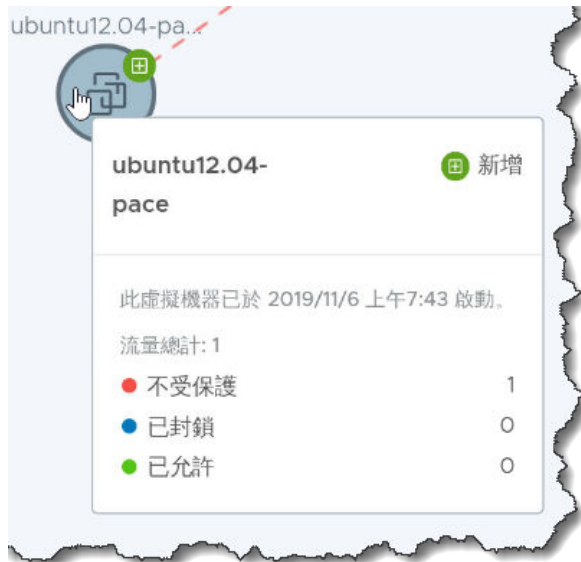 ubuntu12.04-pa...
ubuntu12.04-
pace
新增
此虛擬機器已於 2019/11/6 上午7:43 啟動。
流量總計: 1
不受保護 1
已封鎖 0
已允許 0